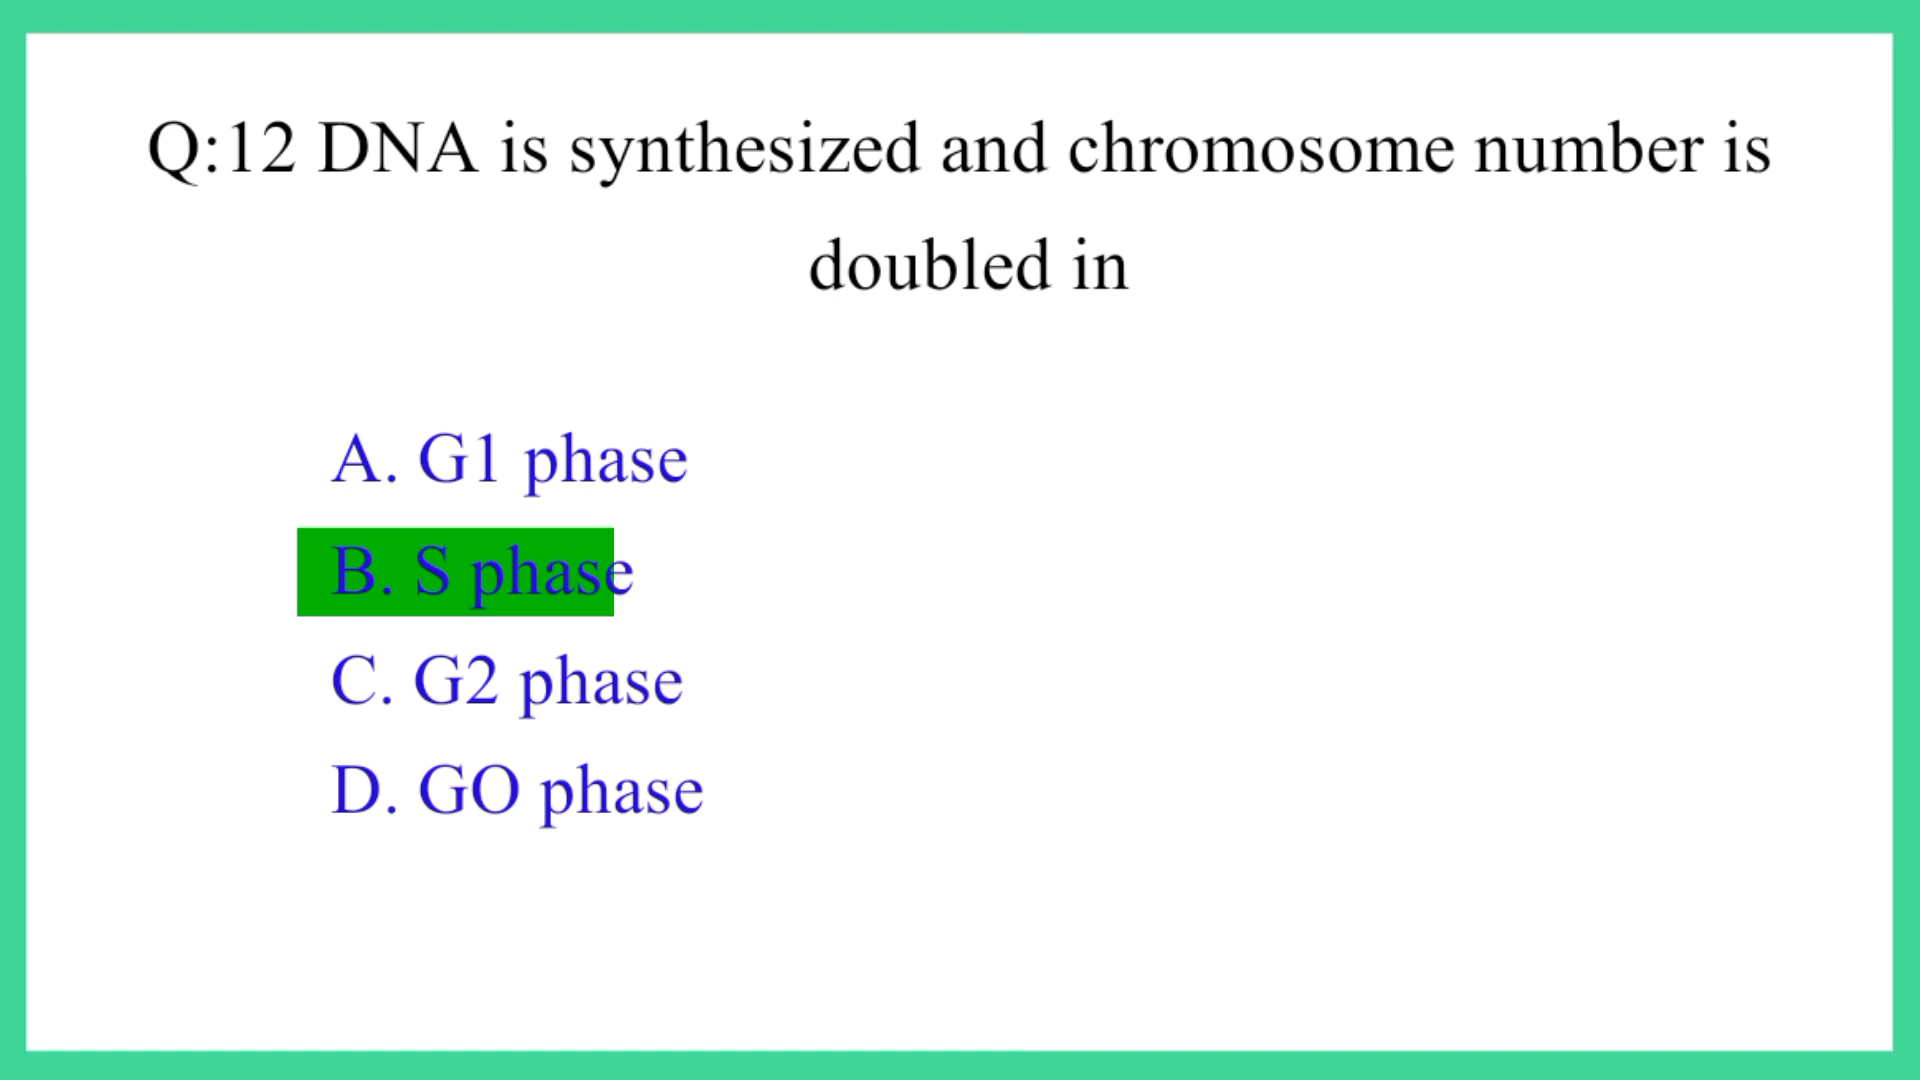 Q:12 DNA is synthesized and chromosome number is
doubled in
A. G1 phase
B. S phase
C. G2 phase
D. GO phase